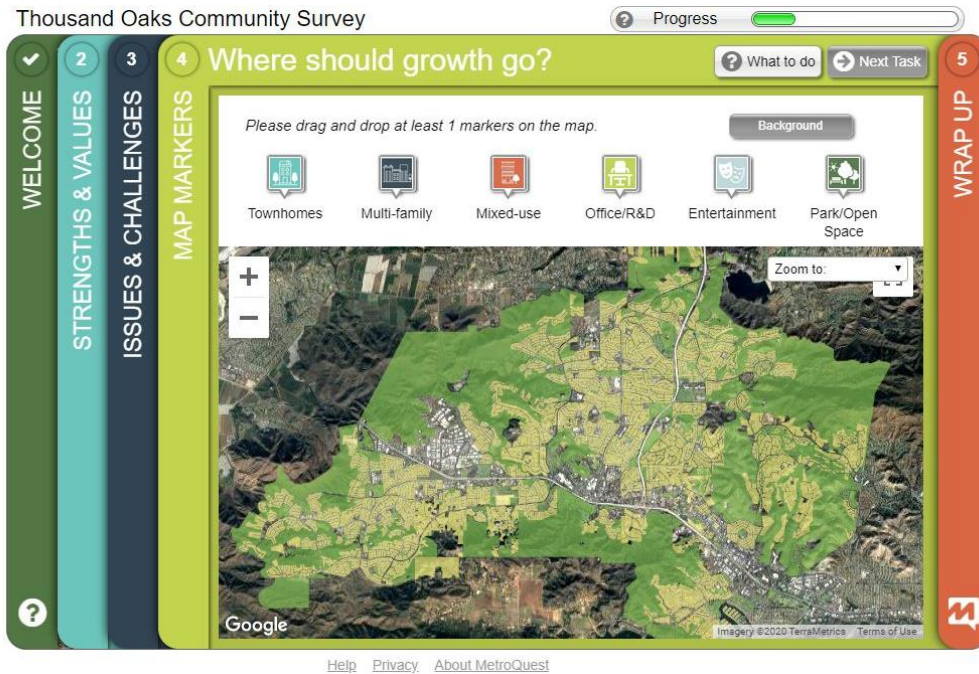 Thousand Oaks Community Survey
? Progress
WELCOME
?
2
STRENGTHS & VALUES
3
ISSUES & CHALLENGES
4
MAP MARKERS
Where should growth go?
? What to do
Next Task
Please drag and drop at least 1 markers on the map.
Background
Townhomes
Multi-family
Mixed-use
Office/R&D
Entertainment
Park/Open
Space
+
−
Zoom to:
Google
Imagery ©2020 TerraMetrics
Terms of Use
5
WRAP UP
Help Privacy About MetroQuest